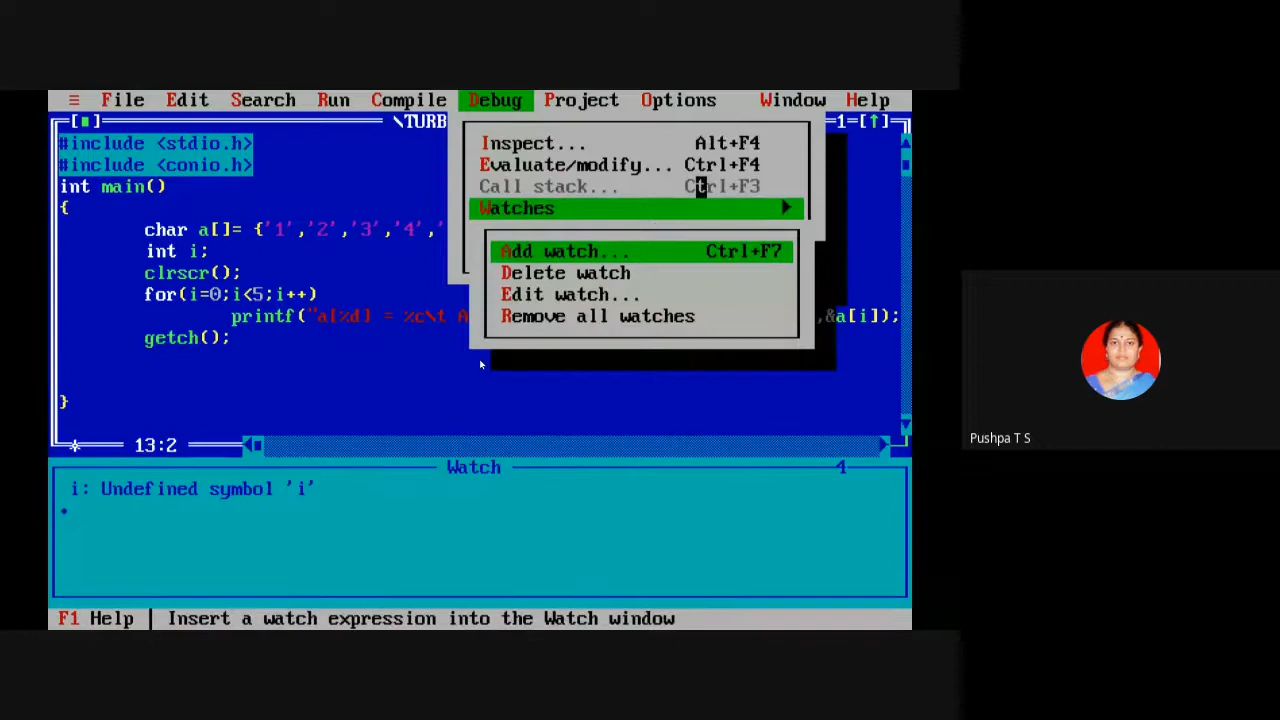 ≡ File Edit Search Run Compile Debug Project Options Window Help
[■] \TURB 1=[↑]
#include <stdio.h>
#include <conio.h>
int main()
{
char a[]= {'1','2','3','4','
int i;
clrscr();
for(i=0;i<5;i++)
printf("a[%d] = %c\t A ,&a[i]);
getch();
}
13:2
Inspect... Alt+F4
Evaluate/modify... Ctrl+F4
Call stack... Ctrl+F3
Watches ►
Add watch... Ctrl+F7
Delete watch
Edit watch...
Remove all watches
Watch 4
i: Undefined symbol 'i'
F1 Help | Insert a watch expression into the Watch window
Pushpa T S